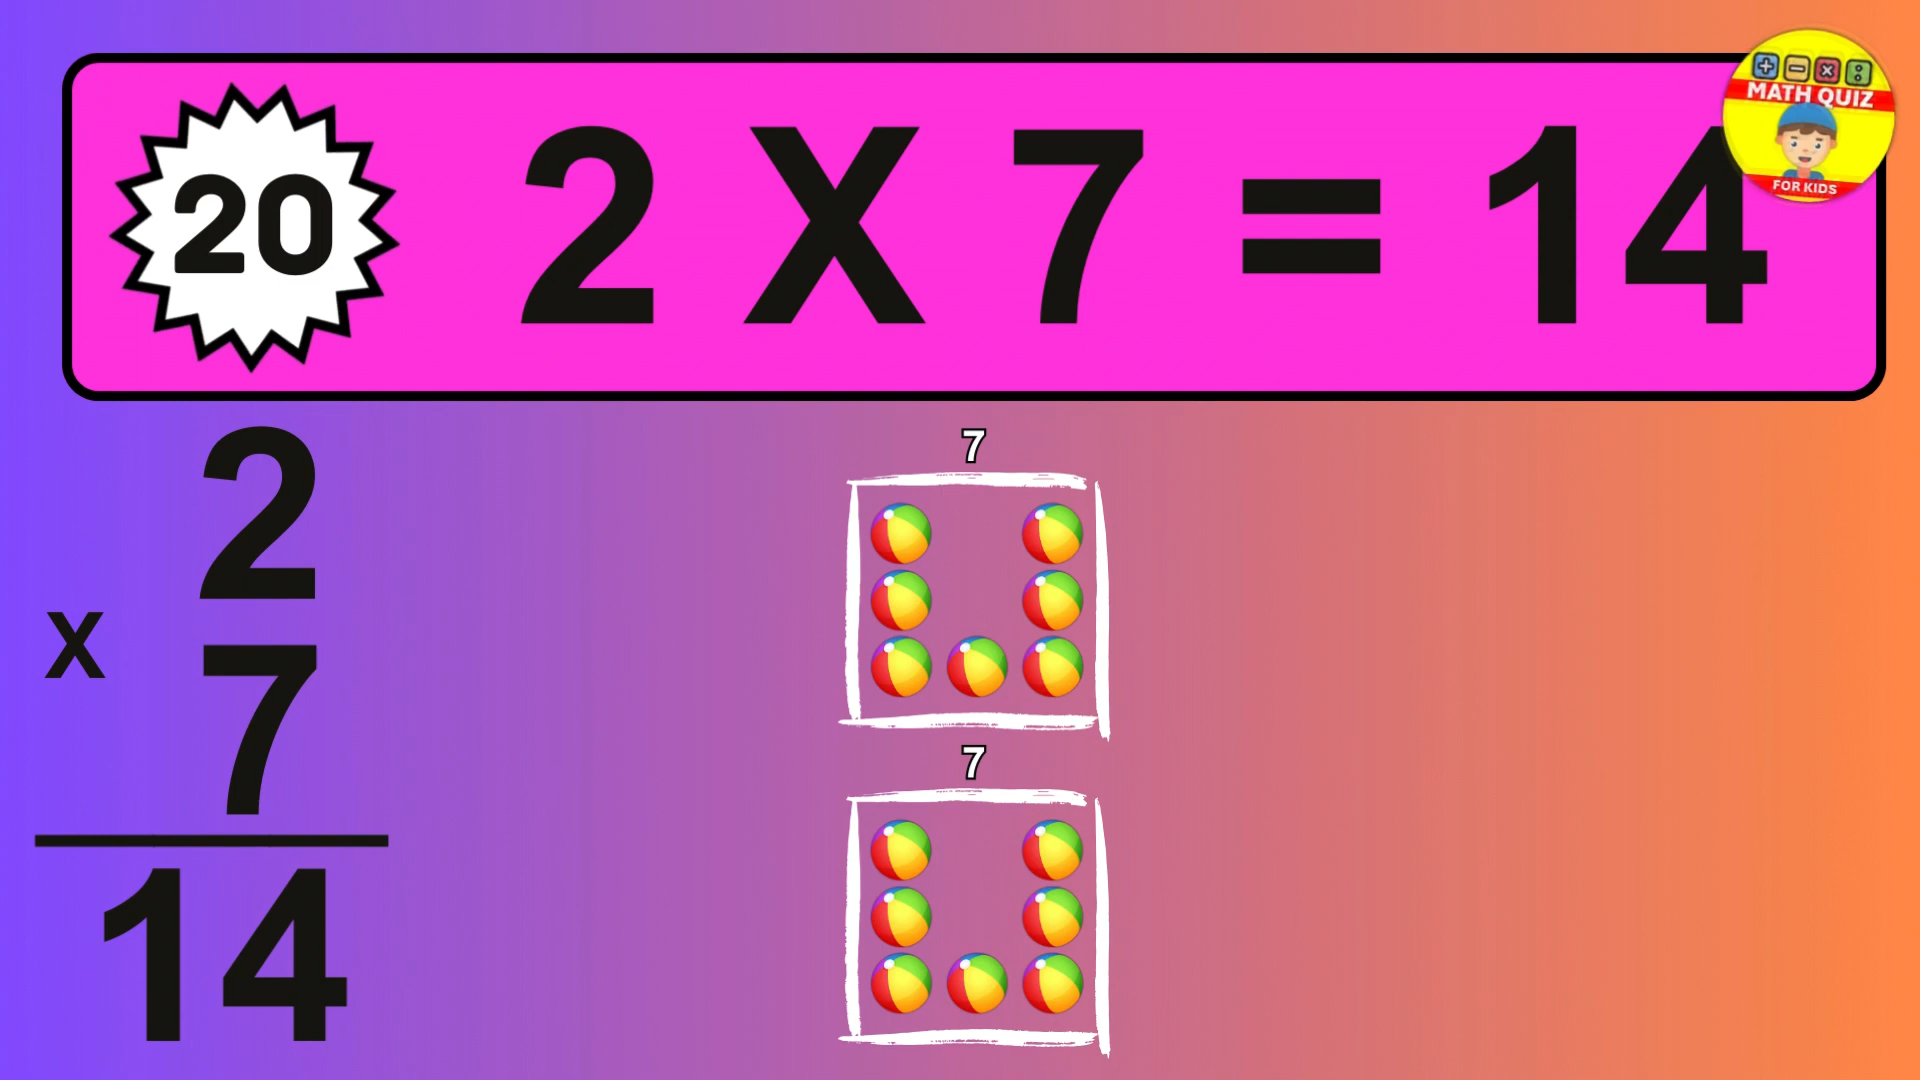 20
2 X 7 = 14
+ - x :
MATH QUIZ
FOR KIDS
2
x
7
14
7
7